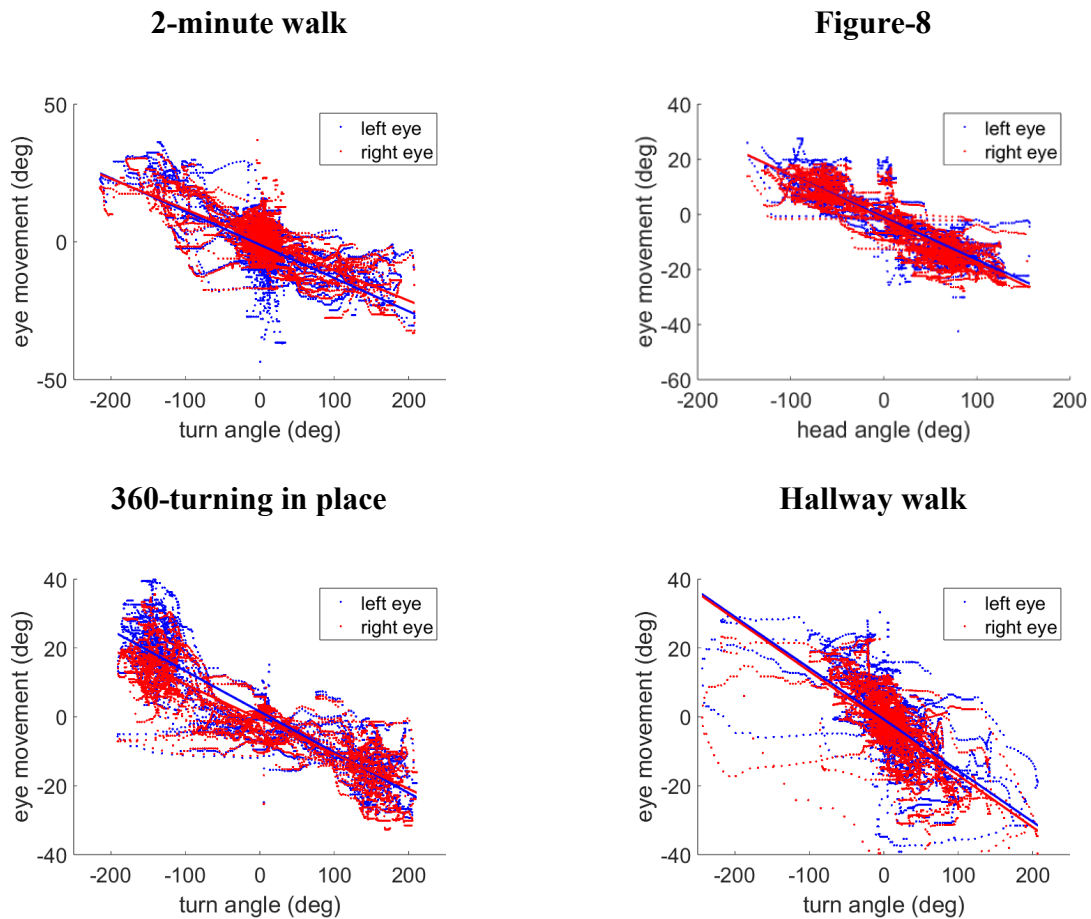 2-minute walk
50
0
-50
-200 -100 0 100 200
eye movement (deg)
turn angle (deg)
left eye
right eye
Figure-8
40
20
0
-20
-40
-60
-200 -100 0 100 200
eye movement (deg)
head angle (deg)
left eye
right eye
360-turning in place
40
20
0
-20
-40
-200 -100 0 100 200
eye movement (deg)
turn angle (deg)
left eye
right eye
Hallway walk
40
20
0
-20
-40
-200 -100 0 100 200
eye movement (deg)
turn angle (deg)
left eye
right eye